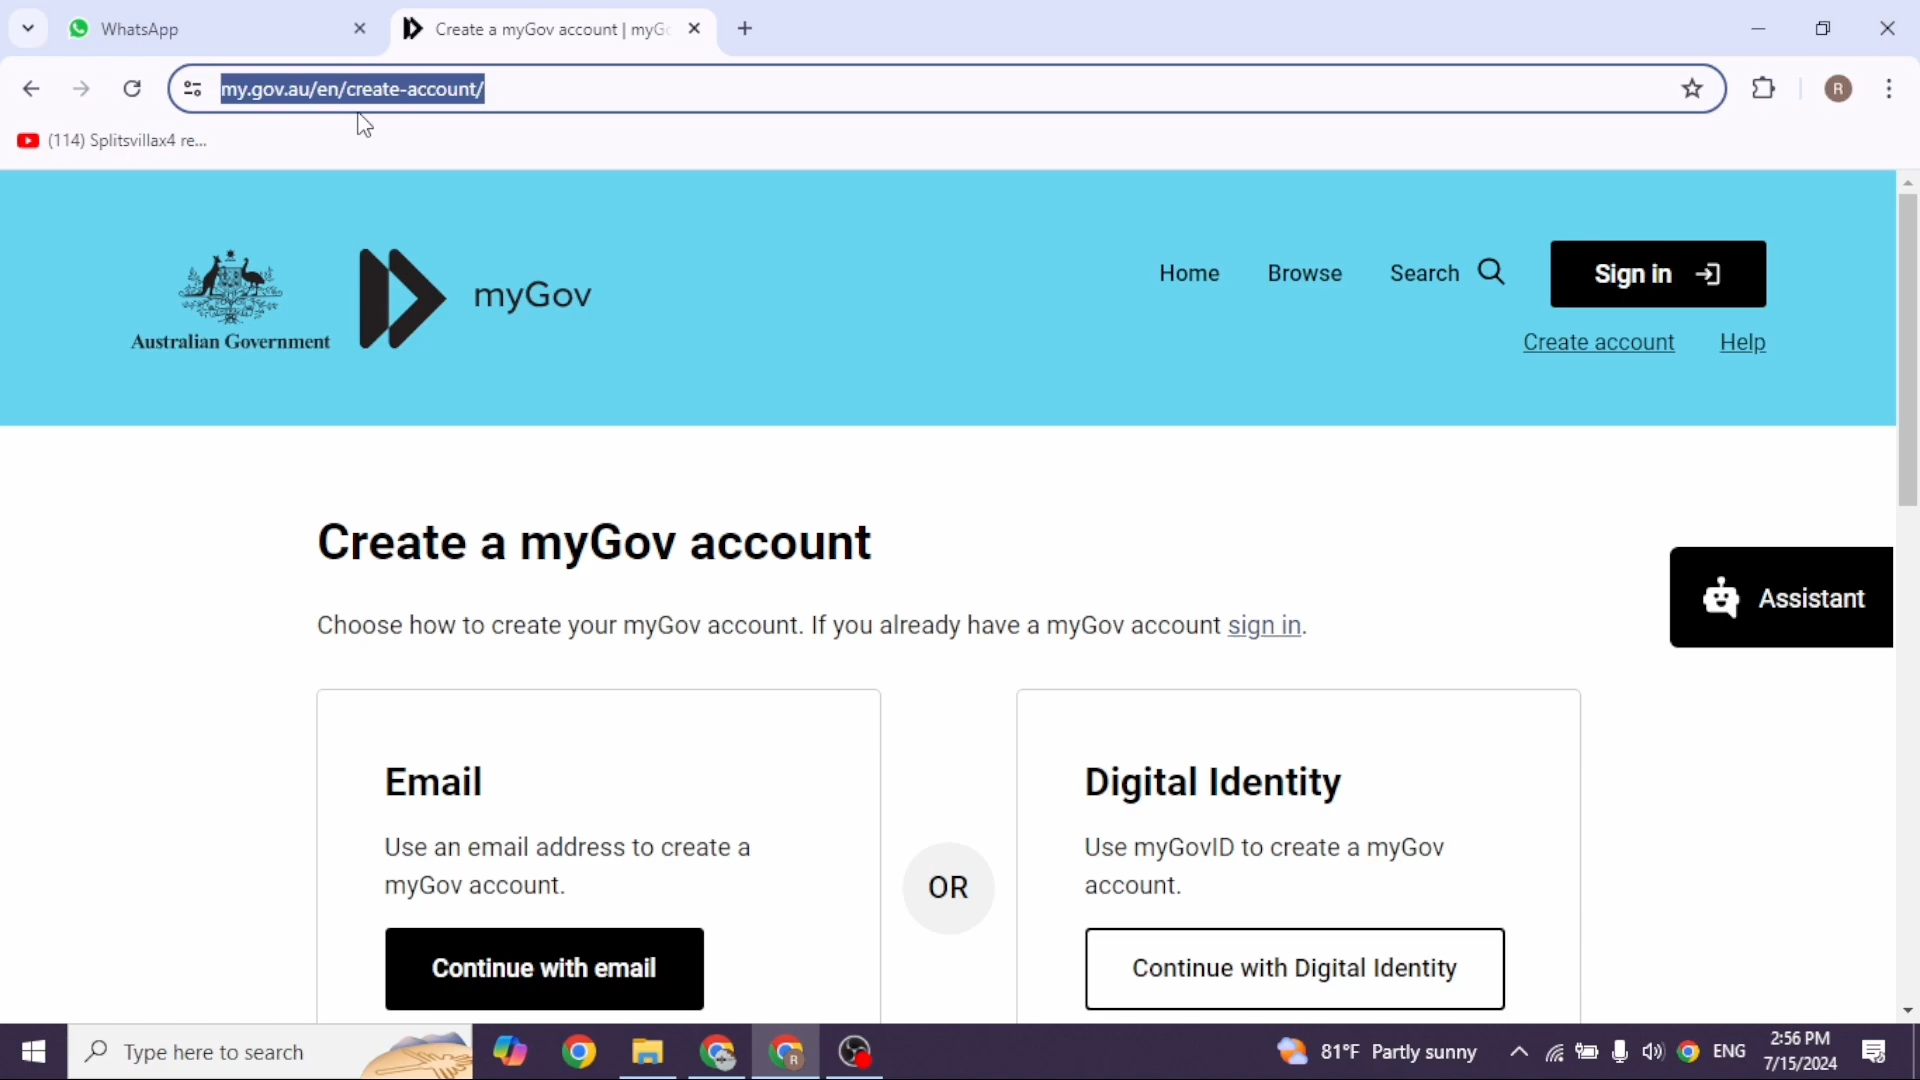 WhatsApp
Create a myGov account | myGo
my.gov.au/en/create-account/
R
(114) Splitsvillax4 re...
Australian Government
myGov
Home
Browse
Search
Sign in
Create account
Help
Create a myGov account
Assistant
Choose how to create your myGov account. If you already have a myGov account sign in.
Email
Use an email address to create a
myGov account.
Continue with email
OR
Digital Identity
Use myGovID to create a myGov
account.
Continue with Digital Identity
Type here to search
R
81°F Partly sunny
ENG
2:56 PM
7/15/2024